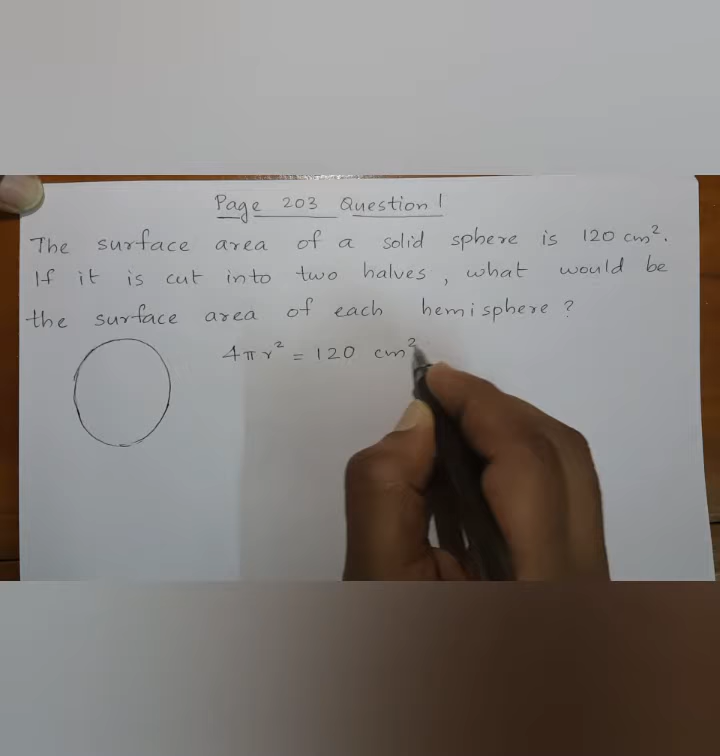 Page 203 Question 1
The surface area of a solid sphere is 120 cm².
If it is cut into two halves, what would be
the surface area of each hemisphere?
4πr² = 120 cm²